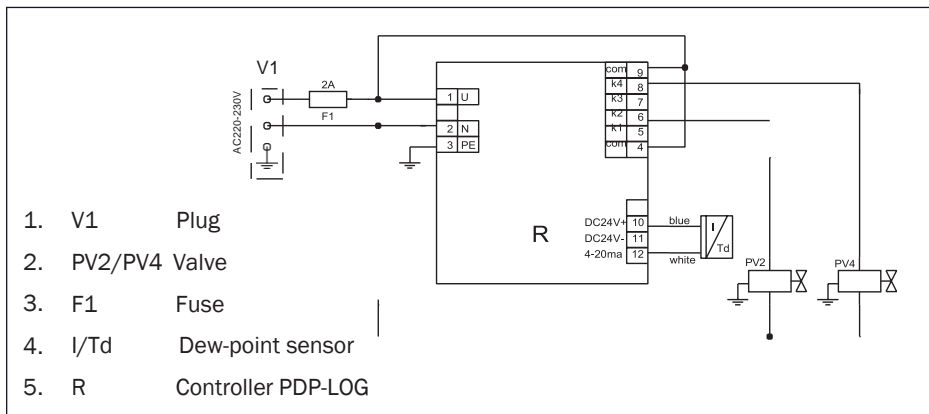 V1
2A
F1
AC220-230V
1 U
2 N
3 PE
com 9
k4 8
k3 7
k2 6
k1 5
com 4
R
DC24V+ 10 blue
DC24V- 11
4-20ma 12 white
I/Td
PV2
PV4
1. V1 Plug
2. PV2/PV4 Valve
3. F1 Fuse
4. I/Td Dew-point sensor
5. R Controller PDP-LOG